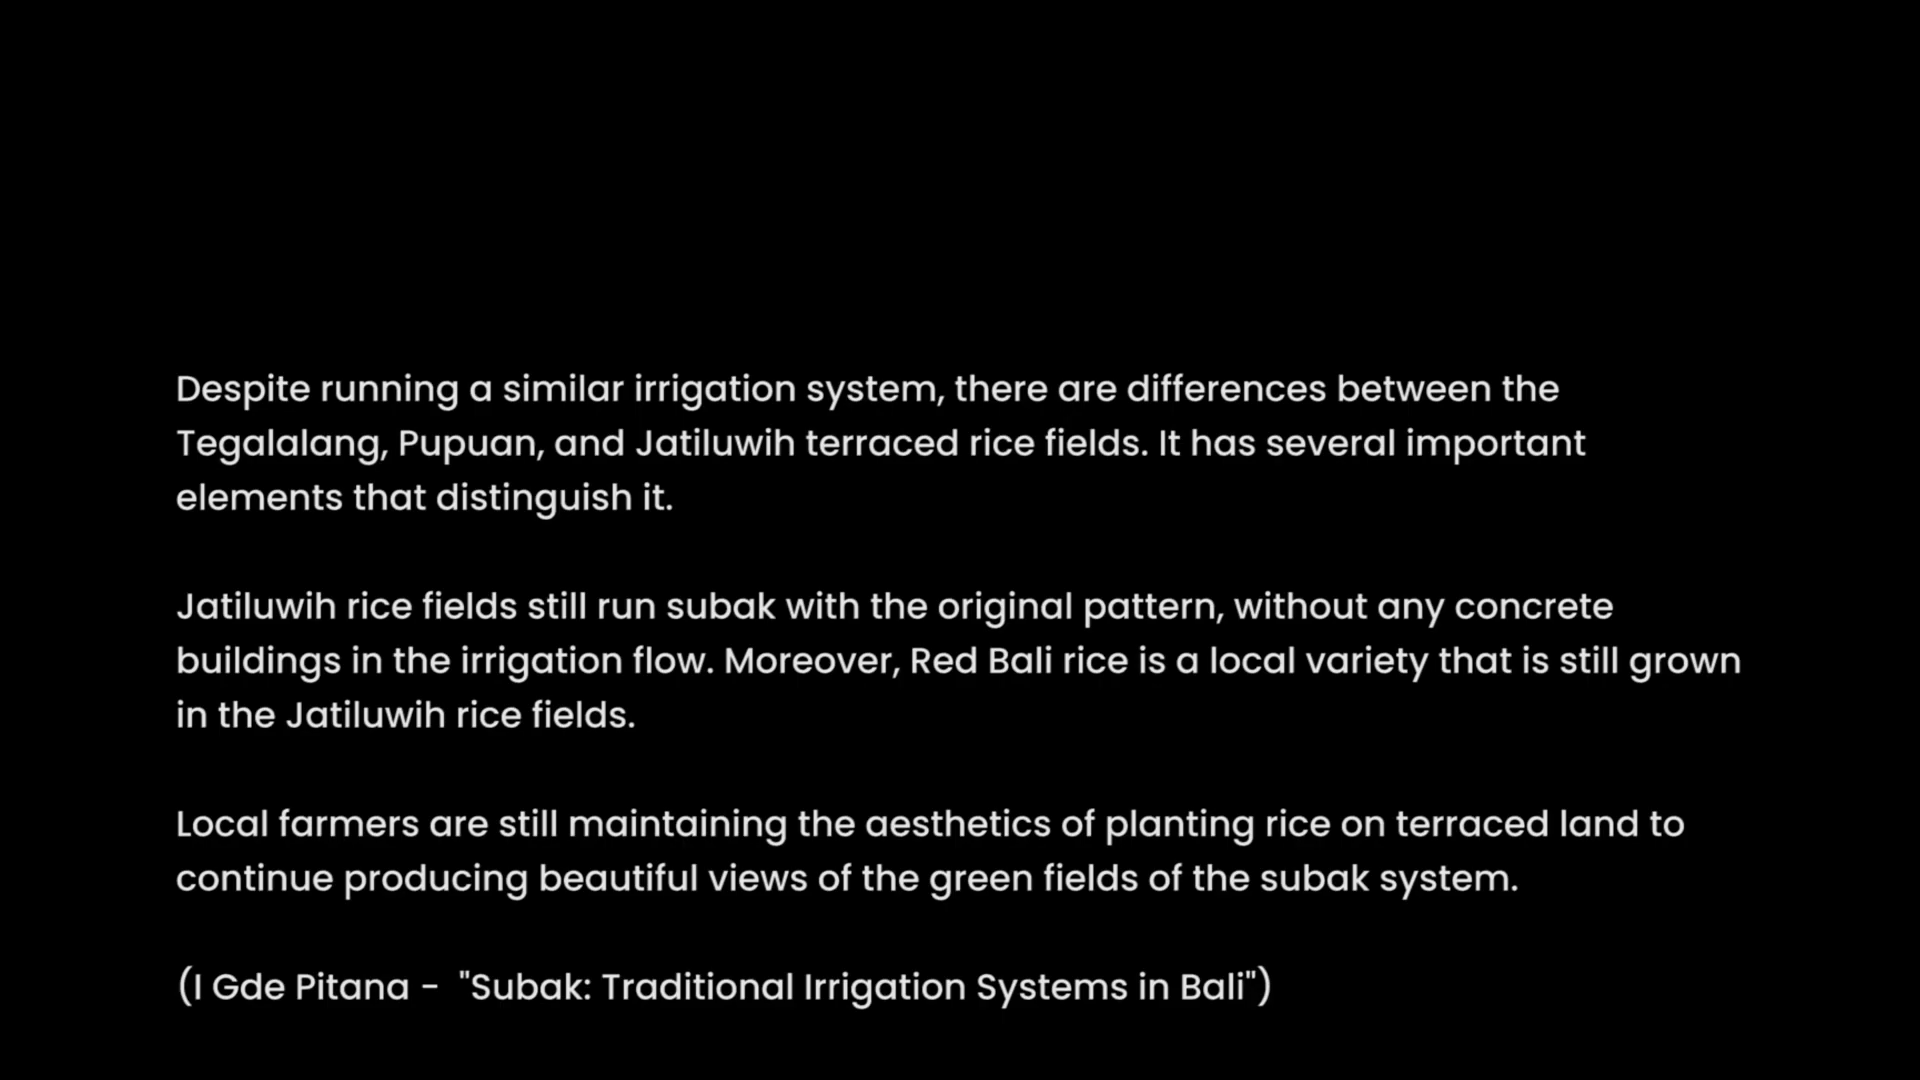 Despite running a similar irrigation system, there are differences between the
Tegalalang, Pupuan, and Jatiluwih terraced rice fields. It has several important
elements that distinguish it.
Jatiluwih rice fields still run subak with the original pattern, without any concrete
buildings in the irrigation flow. Moreover, Red Bali rice is a local variety that is still grown
in the Jatiluwih rice fields.
Local farmers are still maintaining the aesthetics of planting rice on terraced land to
continue producing beautiful views of the green fields of the subak system.
(I Gde Pitana - "Subak: Traditional Irrigation Systems in Bali")